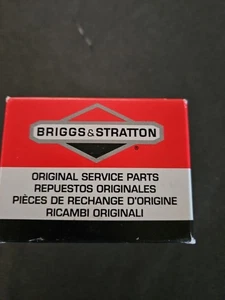 BRIGGS & STRATTON
®
ORIGINAL SERVICE PARTS
REPUESTOS ORIGINALES
PIÈCES DE RECHANGE D'ORIGINE
RICAMBI ORIGINALI